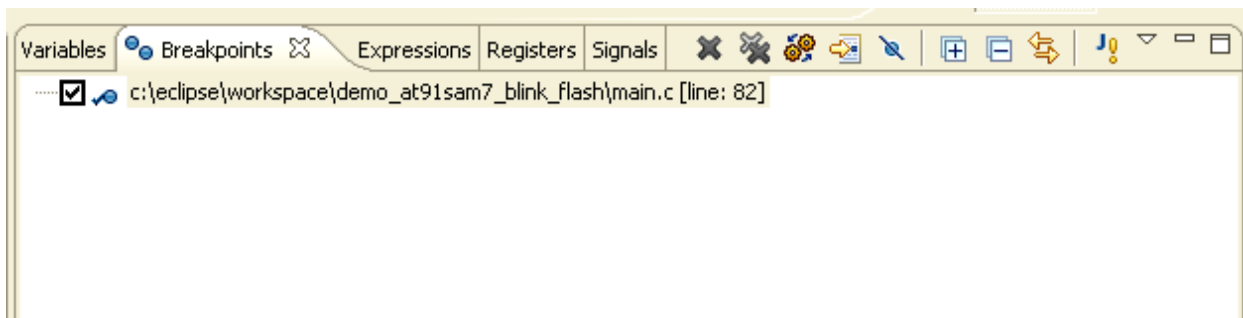 Variables Breakpoints Expressions Registers Signals
c:\eclipse\workspace\demo_at91sam7_blink_flash\main.c [line: 82]